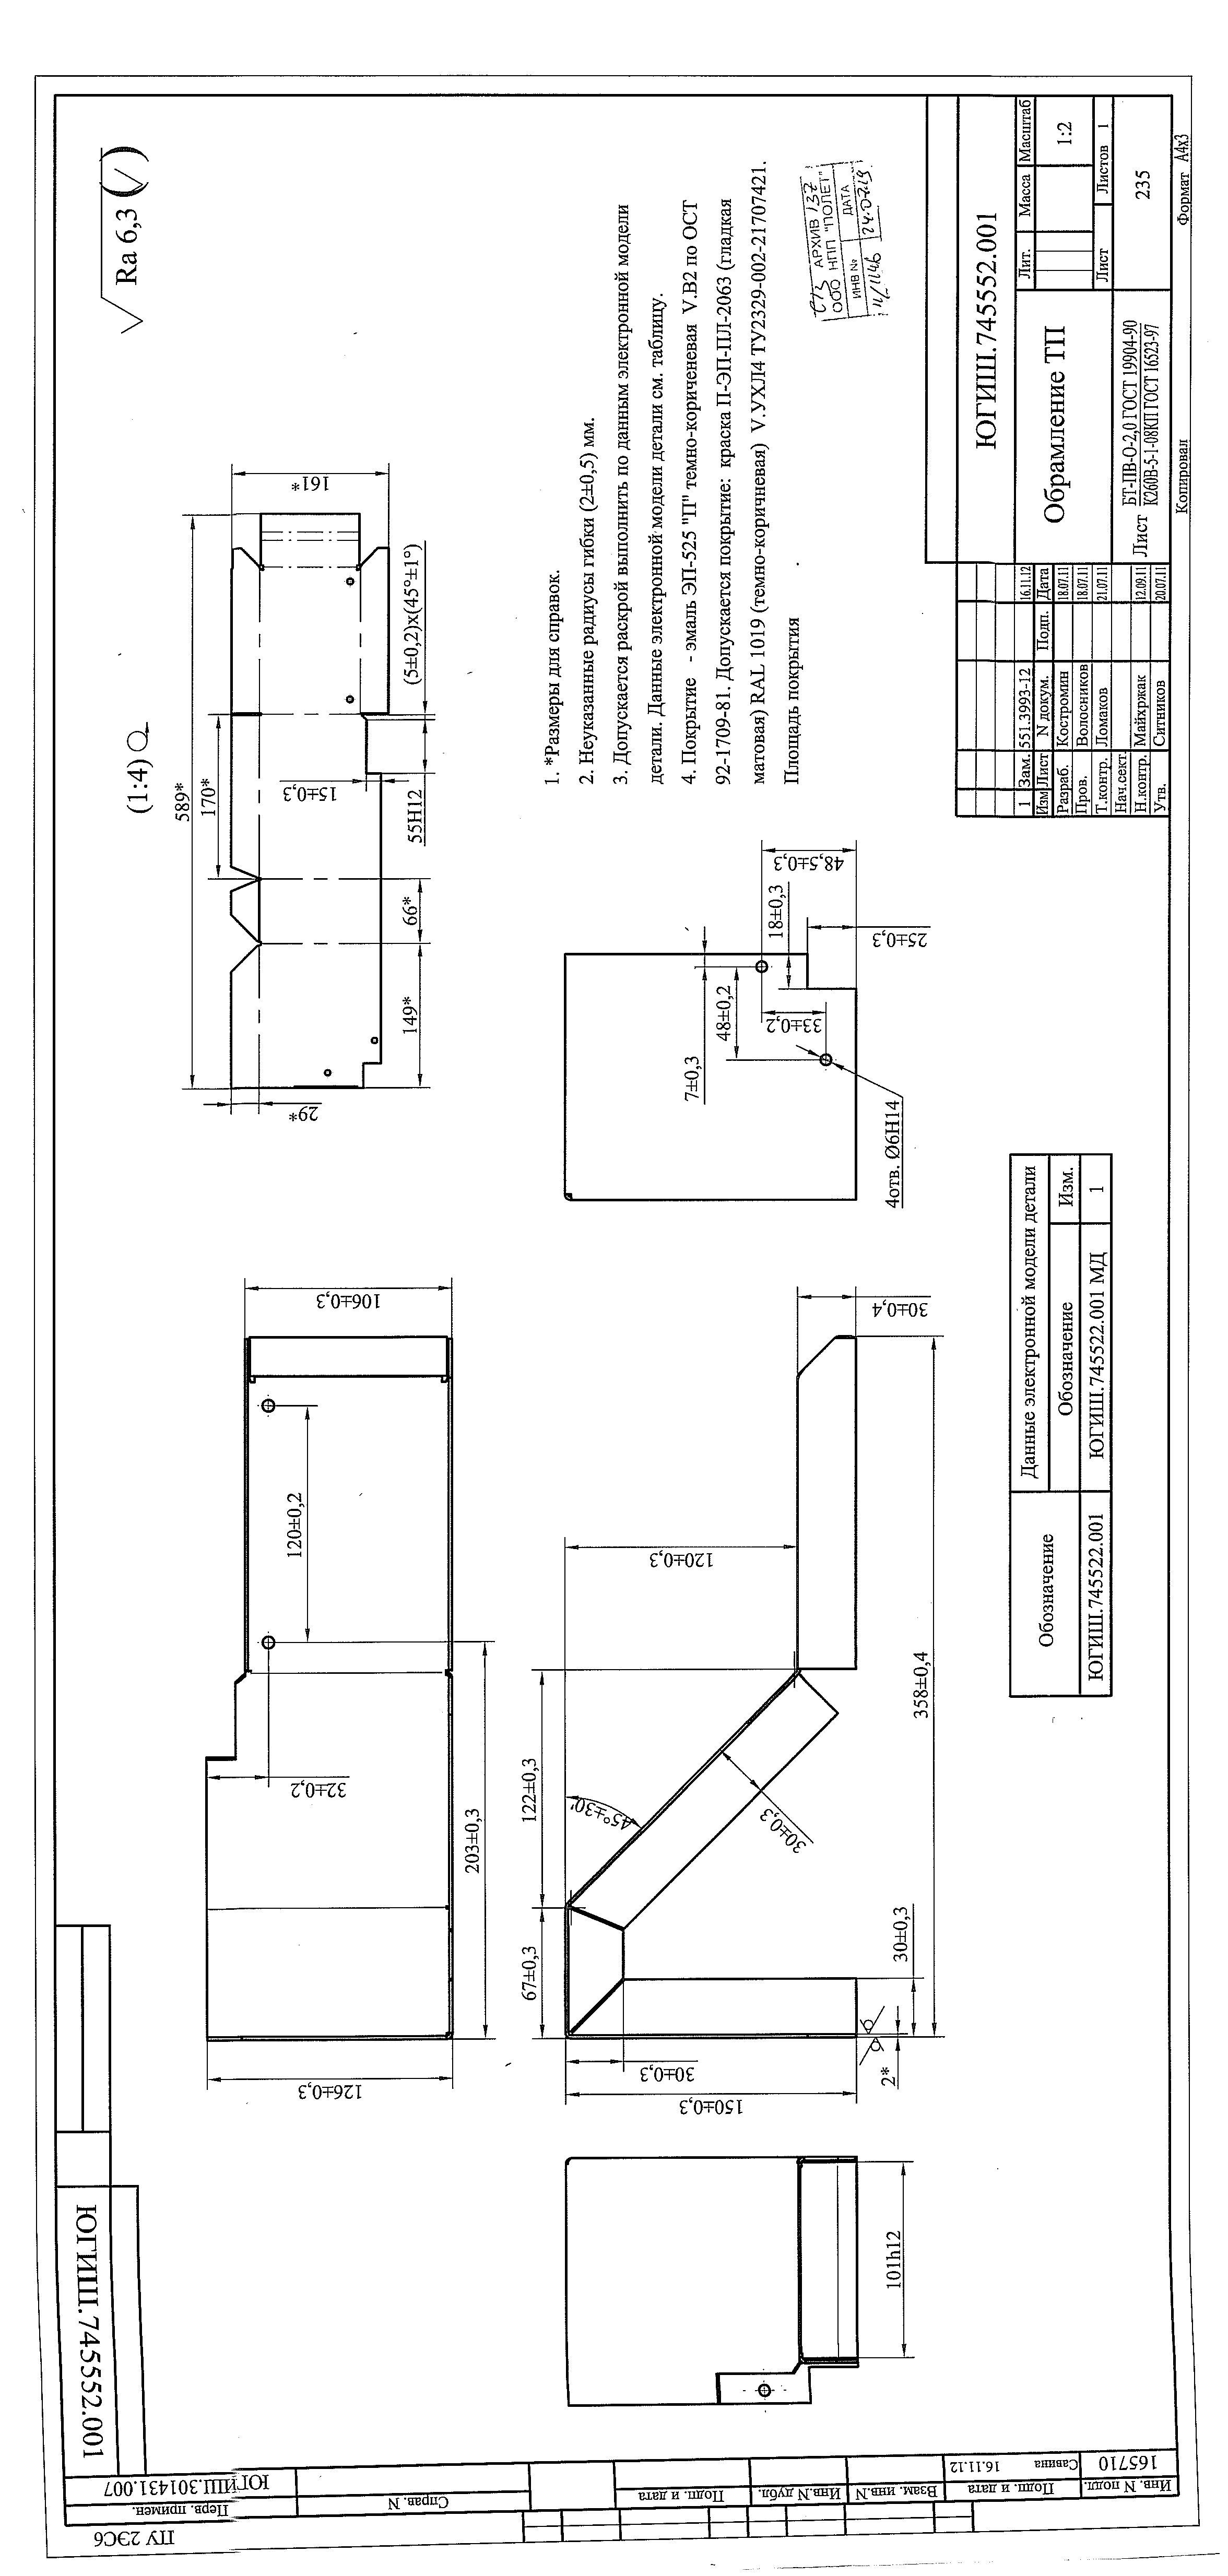 ЮГИШ.745552.001
Ra 6,3 (√)
Перв. примен.
ЮГИШ.301431.007
ПУ 2ЭС6
Справ. N
Подп. и дата
Инв.N дубл.
Взам. инв.N
Подп. и дата
Савина 16.11.12
Инв. N подл.
165710
126±0,3
106±0,3
32±0,2
120±0,2
203±0,3
(1:4)
589*
170*
161*
15±0,3
55H12
(5±0,2)x(45°±1°)
66*
149*
29*
101h12
67±0,3
122±0,3
45°±30'
120±0,3
30±0,3
30±0,3
150±0,3
2*
30±0,3
358±0,4
30±0,4
7±0,3
48±0,2
33±0,2
18±0,3
48,5±0,3
25±0,3
4отв. Ø6H14
1. *Размеры для справок.
2. Неуказанные радиусы гибки (2±0,5) мм.
3. Допускается раскрой выполнить по данным электронной модели
детали. Данные электронной модели детали см. таблицу.
4. Покрытие - эмаль ЭП-525 "П" темно-коричневая V.В2 по ОСТ
92-1709-81. Допускается покрытие: краска П-ЭП-ПЛ-2063 (гладкая
матовая) RAL 1019 (темно-коричневая) V.УХЛ4 ТУ2329-002-21707421.
Площадь покрытия
АРХИВ 137
ООО НПП "ПОЛЕТ"
ИНВ № ДАТА
Обозначение
Данные электронной модели детали
Обозначение Изм.
ЮГИШ.745522.001 ЮГИШ.745522.001 МД 1
ЮГИШ.745552.001
1 Зам. 551.3993-12 16.11.12
Изм Лист N докум. Подп. Дата
Разраб. Костромин 18.07.11
Пров. Волосников 18.07.11
Т.контр. Ломаков 21.07.11
Нач.сект.
Н.контр. Майхржак 12.09.11
Утв. Ситников 20.07.11
Обрамление ТП
Лит. Масса Масштаб
1:2
Лист Листов 1
Лист БТ-ПВ-О-2,0 ГОСТ 19904-90
К260В-5-1-08КП ГОСТ 16523-97
235
Копировал
Формат А4х3